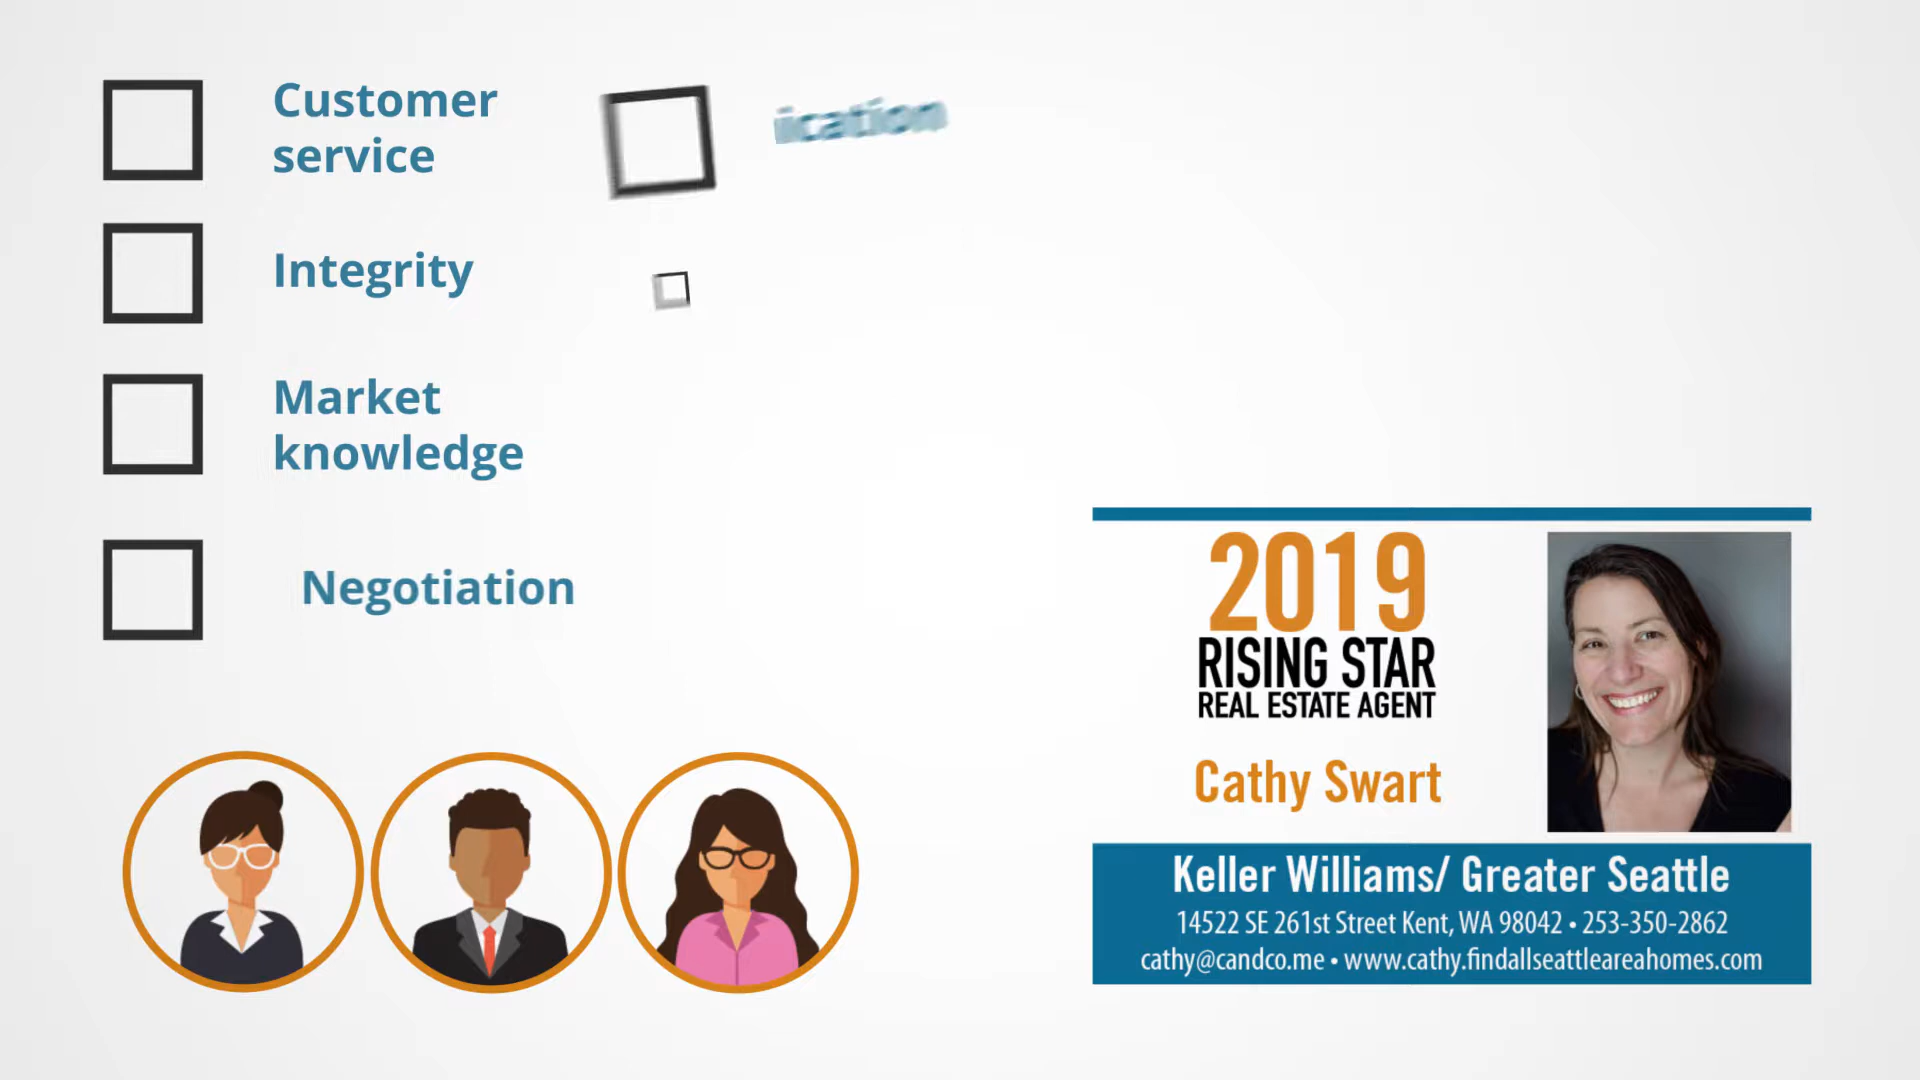 Customer
service
Integrity
Market
knowledge
Negotiation
2019
RISING STAR
REAL ESTATE AGENT
Cathy Swart
Keller Williams/ Greater Seattle
14522 SE 261st Street Kent, WA 98042 • 253-350-2862
cathy@candco.me • www.cathy.findallseattleareahomes.com